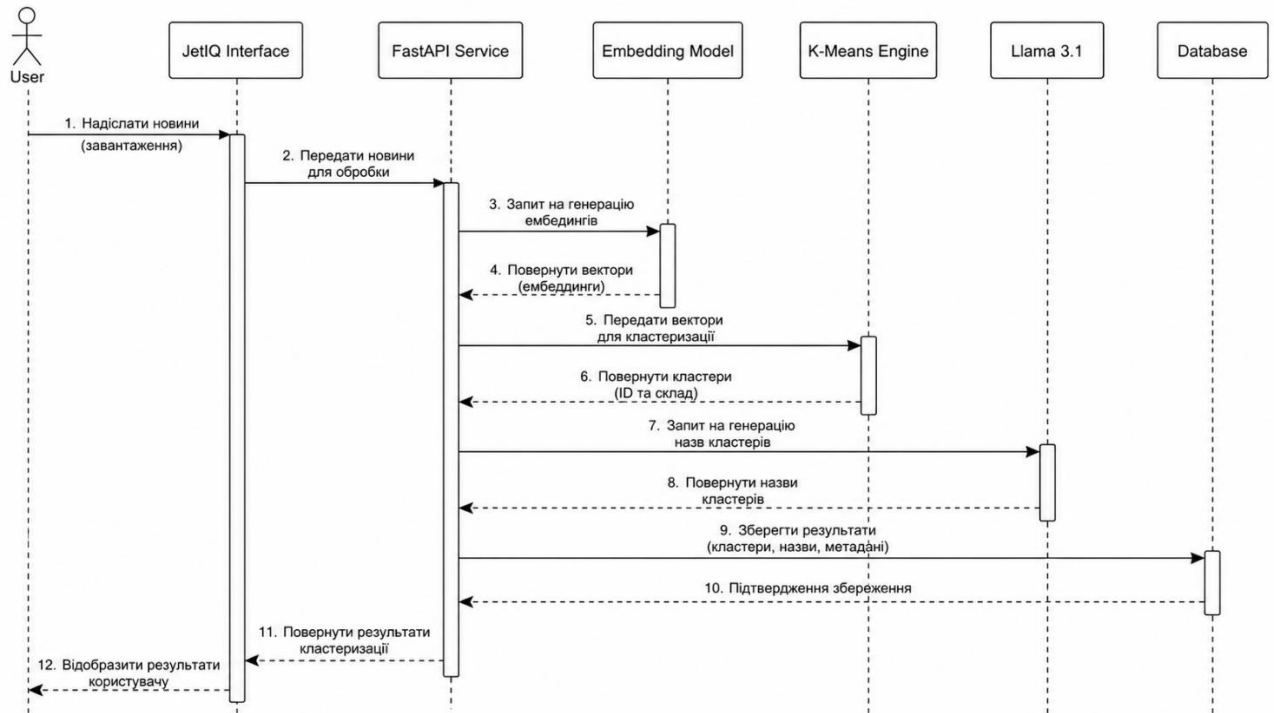 User
JetIQ Interface
FastAPI Service
Embedding Model
K-Means Engine
Llama 3.1
Database
1. Надіслати новини
(завантаження)
2. Передати новини
для обробки
3. Запит на генерацію
ембедингів
4. Повернути вектори
(ембеддинги)
5. Передати вектори
для кластеризації
6. Повернути кластери
(ID та склад)
7. Запит на генерацію
назв кластерів
8. Повернути назви
кластерів
9. Зберегти результати
(кластери, назви, метадані)
10. Підтвердження збереження
11. Повернути результати
кластеризації
12. Відобразити результати
користувачу